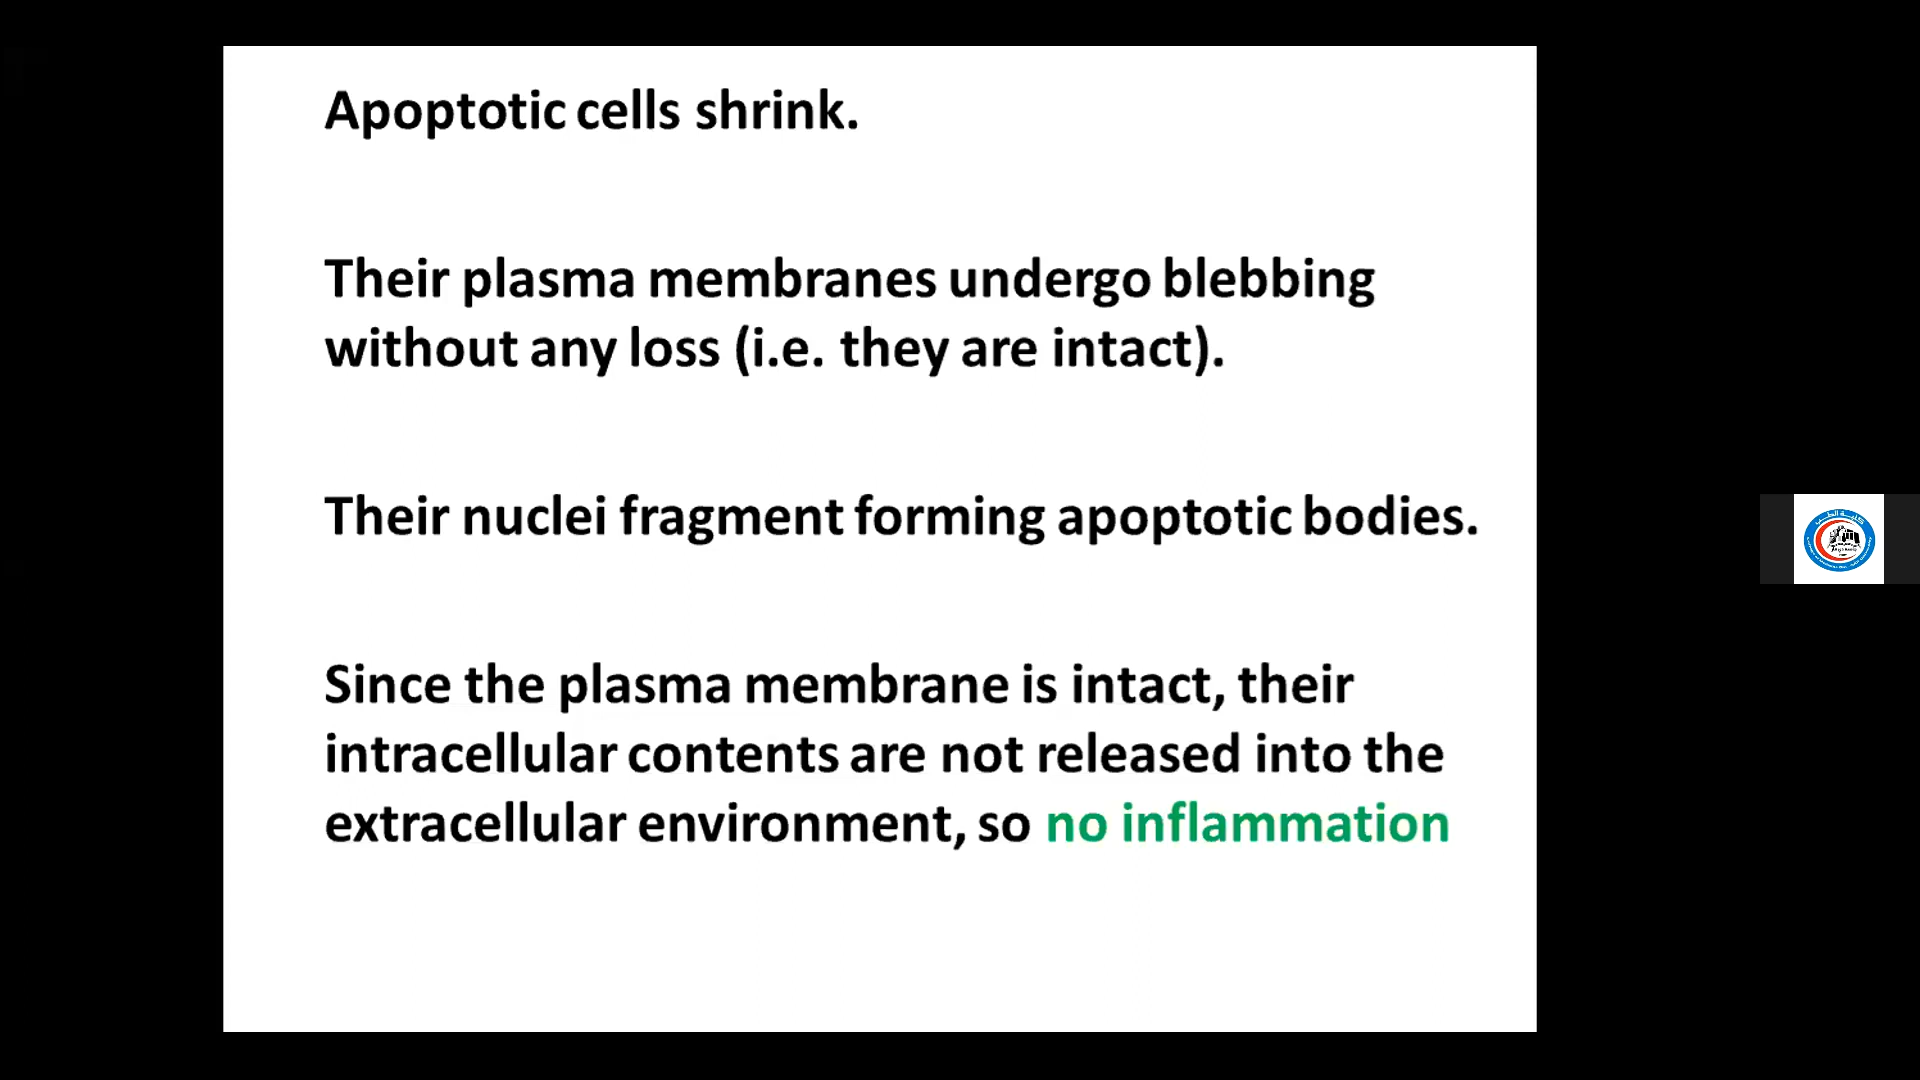 Apoptotic cells shrink.
Their plasma membranes undergo blebbing
without any loss (i.e. they are intact).
Their nuclei fragment forming apoptotic bodies.
Since the plasma membrane is intact, their
intracellular contents are not released into the
extracellular environment, so no inflammation
كلية الطب